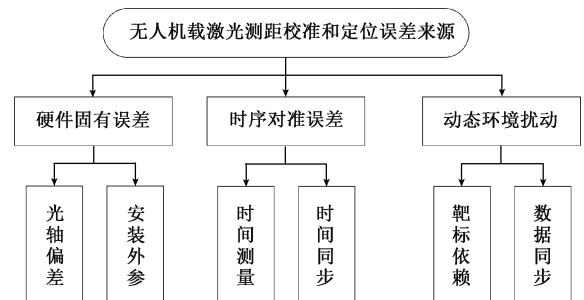 无人机载激光测距校准和定位误差来源
硬件固有误差
时序对准误差
动态环境扰动
光轴偏差
安装外参
时间测量
时间同步
靶标依赖
数据同步